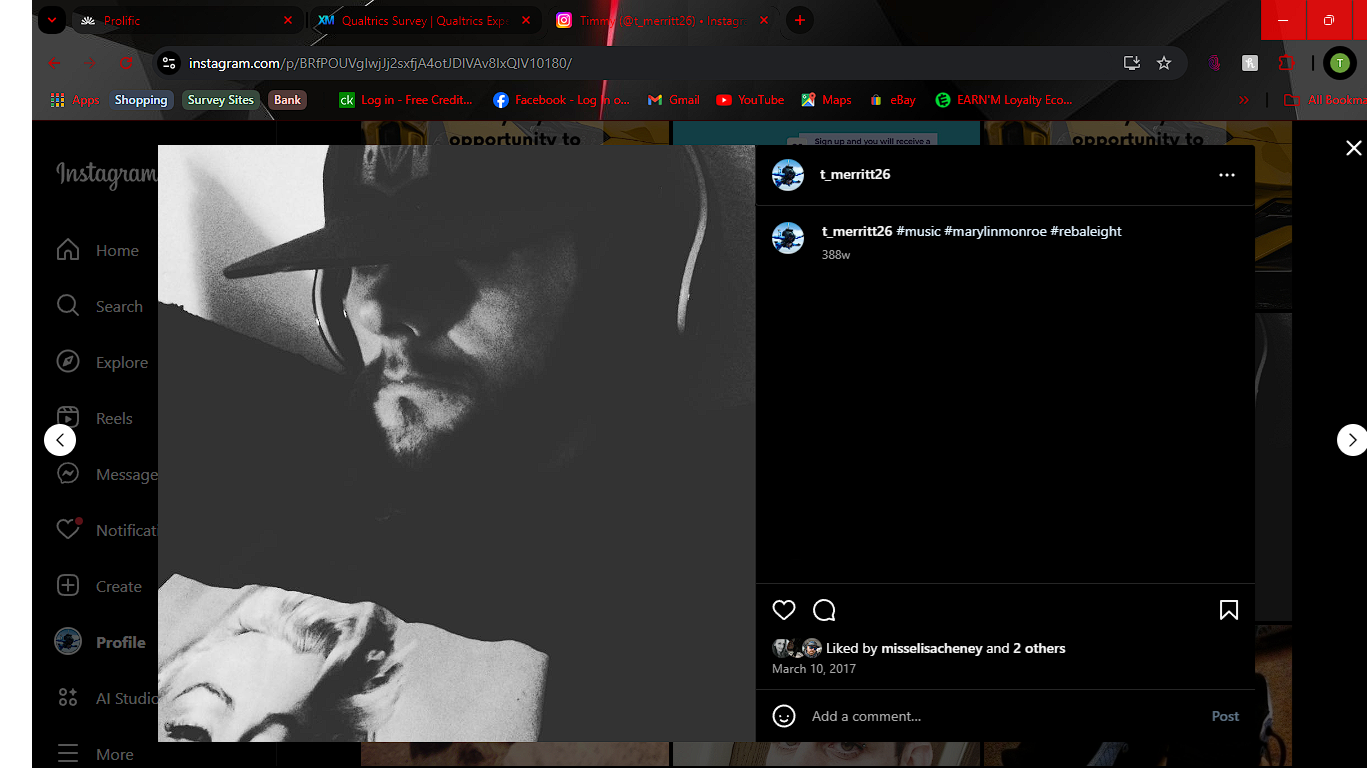 Prolific
Qualtrics Survey | Qualtrics Exp
Timmy (@t_merritt26) • Instag
instagram.com/p/BRfPOUVglwjJj2sxfjA4otJDIVAv8IxQIV10180/
T
Apps
Shopping
Survey Sites
Bank
ck
Log in - Free Credit...
Facebook - Log in o...
Gmail
YouTube
Maps
eBay
EARN'M Loyalty Eco...
All Bookma
opportunity to
Sign up and you will receive a
opportunity to
Instagram
t_merritt26
t_merritt26 #music #marylinmonroe #rebaleight
388w
Home
Search
Explore
Reels
Message
Notificat
Create
Profile
AI Studio
More
Liked by misselisacheney and 2 others
March 10, 2017
Add a comment...
Post